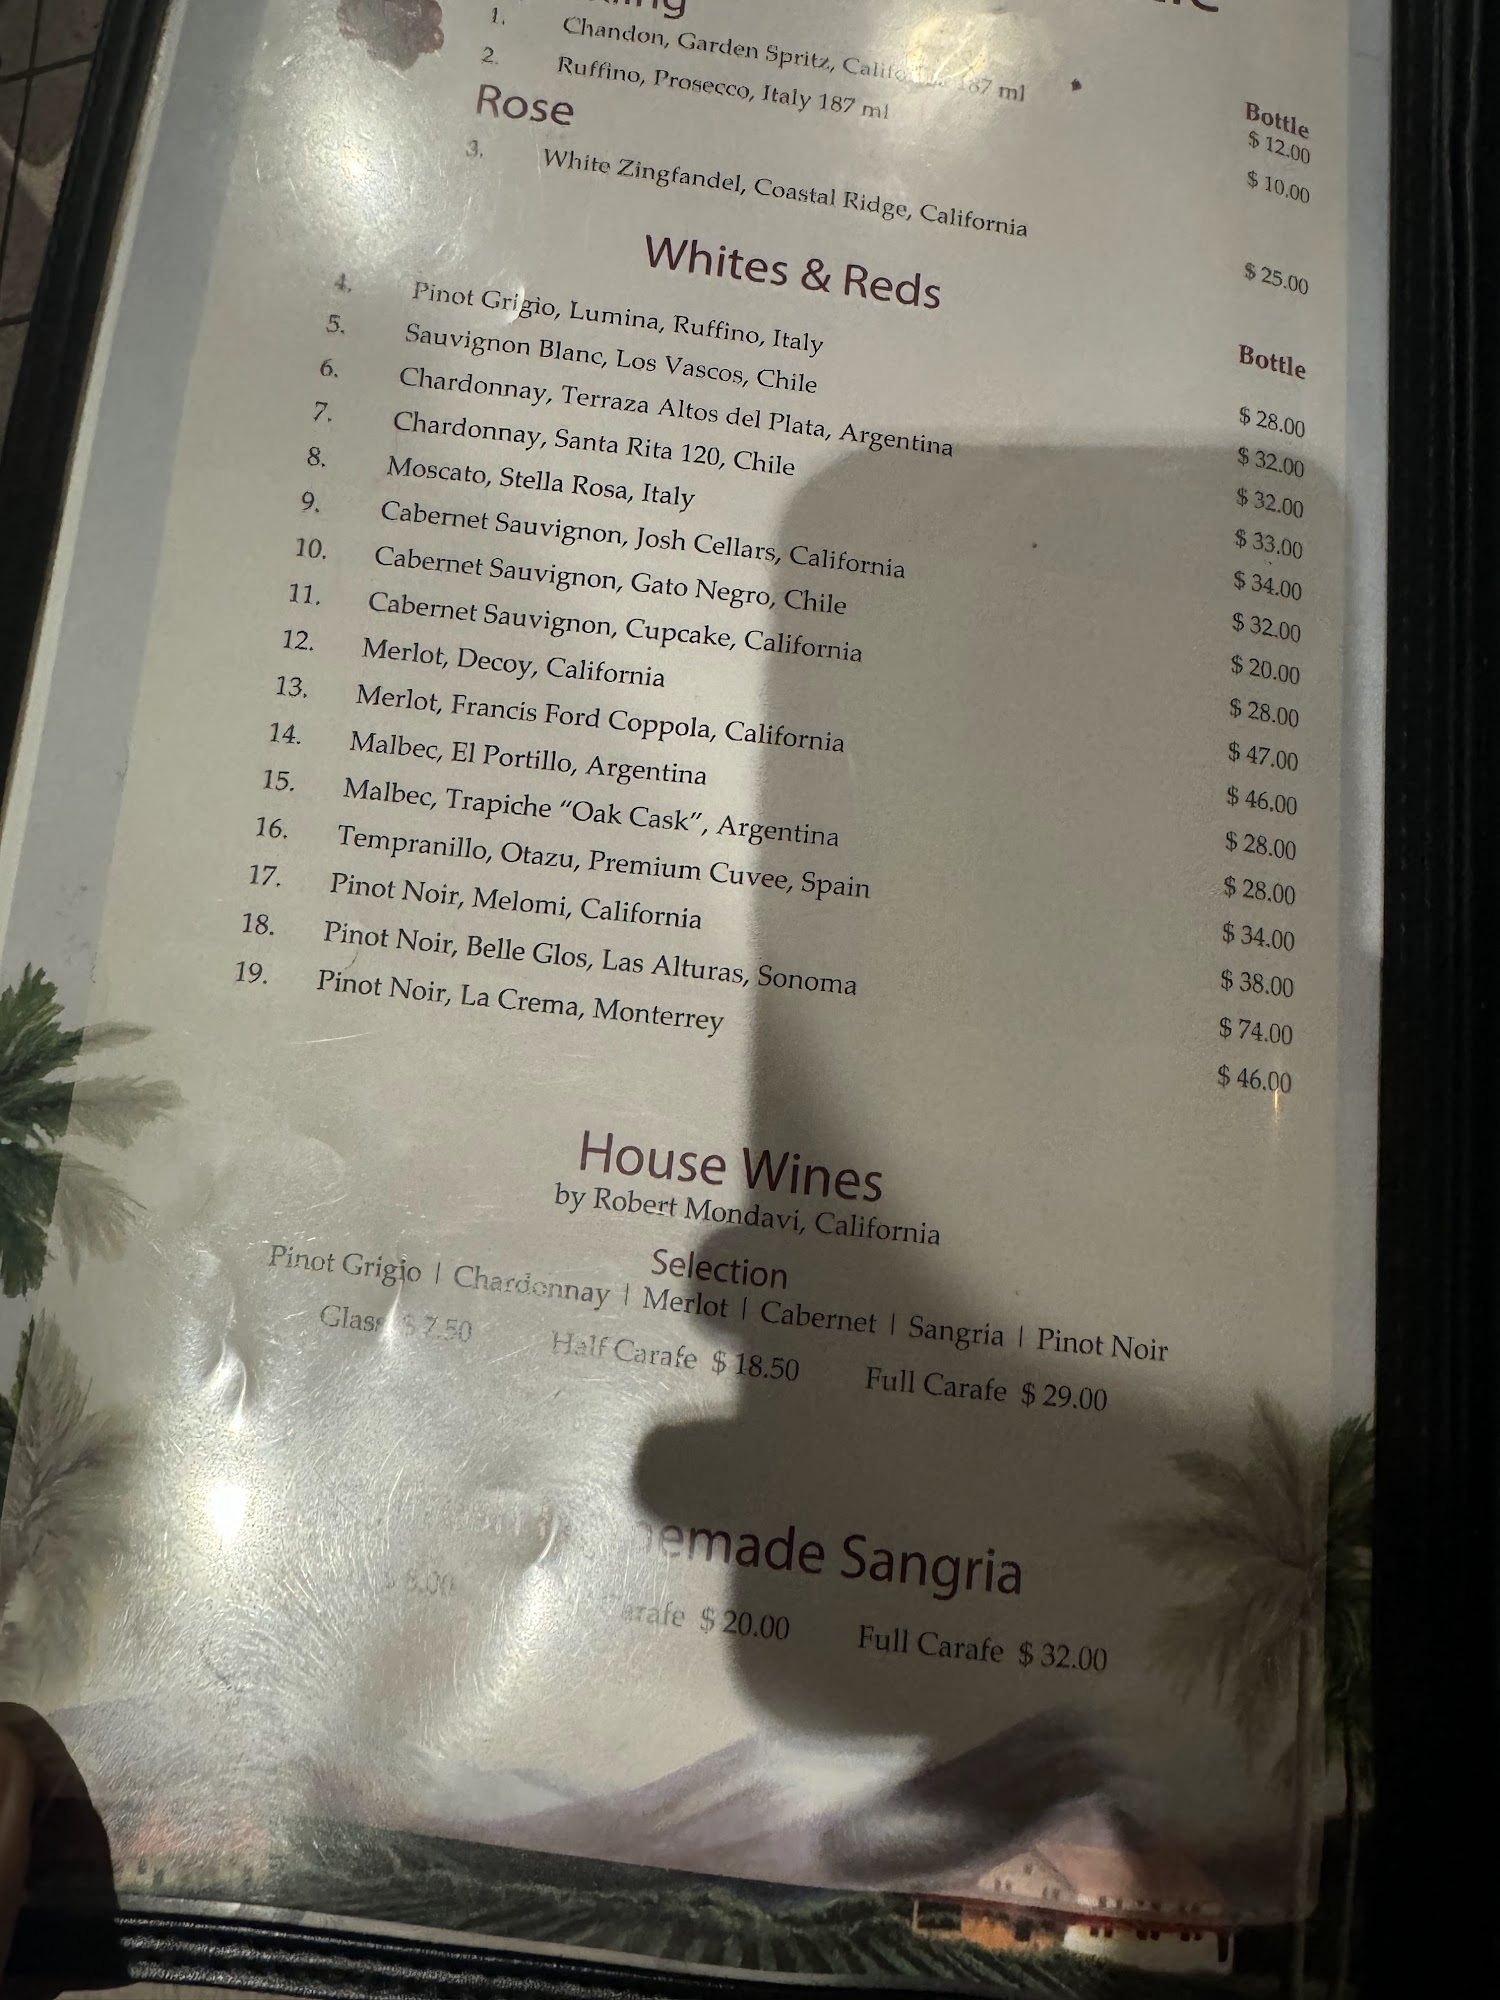 1. Chandon, Garden Spritz, California 187 ml
Bottle
$ 12.00
2. Ruffino, Prosecco, Italy 187 ml $ 10.00
Rose
3. White Zingfandel, Coastal Ridge, California $ 25.00
Whites & Reds
Bottle
4. Pinot Grigio, Lumina, Ruffino, Italy $ 28.00
5. Sauvignon Blanc, Los Vascos, Chile $ 32.00
6. Chardonnay, Terraza Altos del Plata, Argentina $ 32.00
7. Chardonnay, Santa Rita 120, Chile $ 33.00
8. Moscato, Stella Rosa, Italy $ 34.00
9. Cabernet Sauvignon, Josh Cellars, California $ 32.00
10. Cabernet Sauvignon, Gato Negro, Chile $ 20.00
11. Cabernet Sauvignon, Cupcake, California $ 28.00
12. Merlot, Decoy, California $ 47.00
13. Merlot, Francis Ford Coppola, California $ 46.00
14. Malbec, El Portillo, Argentina $ 28.00
15. Malbec, Trapiche “Oak Cask”, Argentina $ 28.00
16. Tempranillo, Otazu, Premium Cuvee, Spain $ 34.00
17. Pinot Noir, Melomi, California $ 38.00
18. Pinot Noir, Belle Glos, Las Alturas, Sonoma $ 74.00
19. Pinot Noir, La Crema, Monterrey $ 46.00
House Wines
by Robert Mondavi, California
Selection
Pinot Grigio | Chardonnay | Merlot | Cabernet | Sangria | Pinot Noir
Glass $ 7.50 Half Carafe $ 18.50 Full Carafe $ 29.00
Sangria
8.00 Carafe $ 20.00 Full Carafe $ 32.00